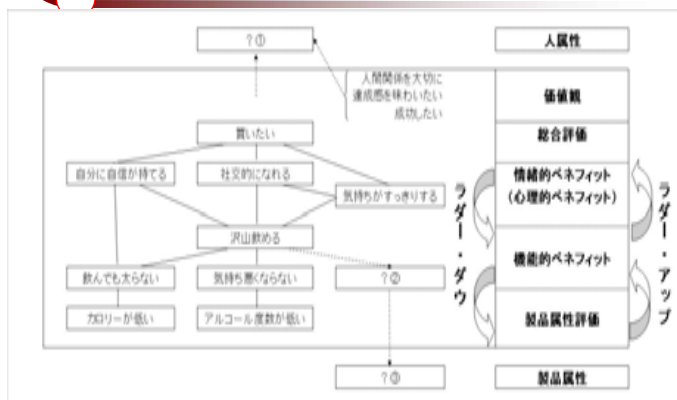 ?①
人属性
人間関係を大切に
達成感を味わいたい
成功したい
価値観
買いたい
総合評価
自分に自信が持てる
社交的になれる
気持ちがすっきりする
情緒的ベネフィット
(心理的ベネフィット)
沢山飲める
飲んでも太らない
気持ち悪くならない
?②
機能的ベネフィット
カロリーが低い
アルコール度数が低い
製品属性評価
?③
製品属性
ラダー・ダウ
ラダー・アップ